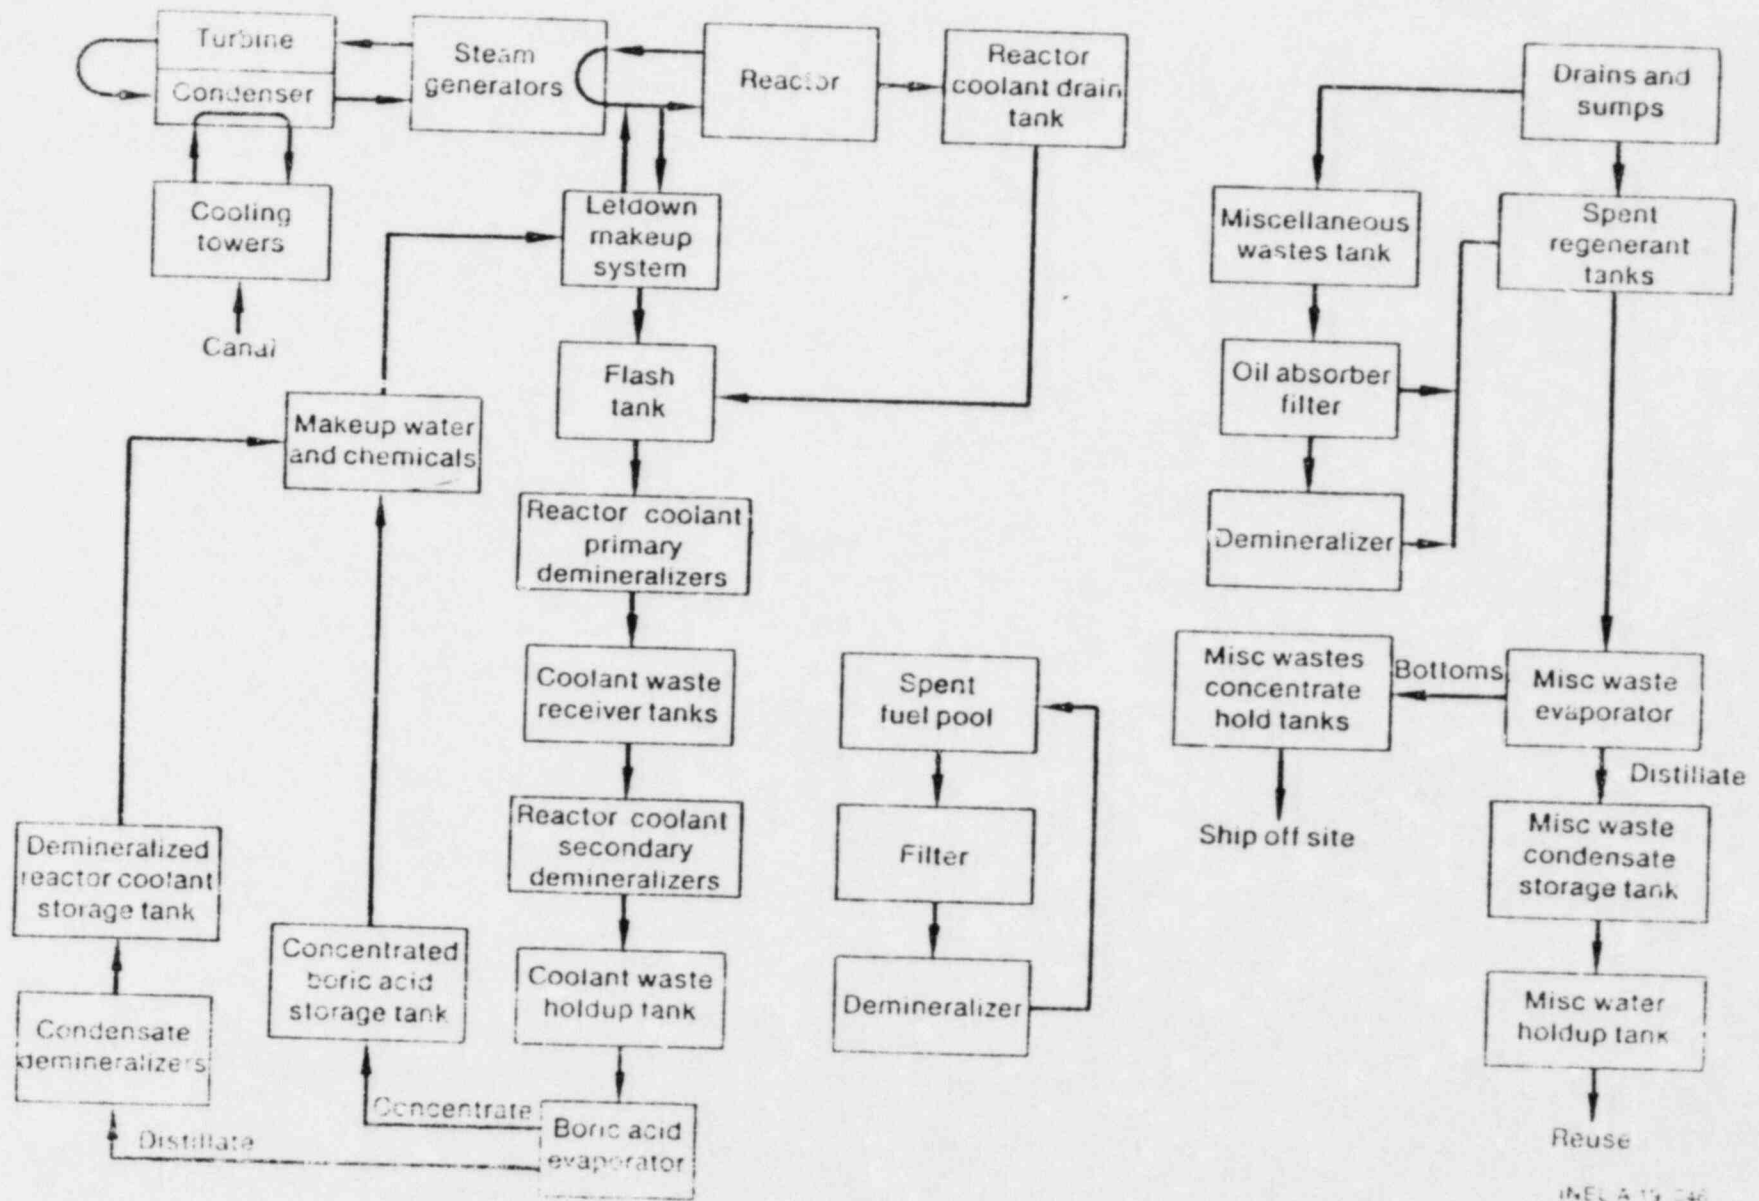 Turbine
Condenser
Steam
generators
Reactor
Reactor
coolant drain
tank
Drains and
sumps
Cooling
towers
Canal
Letdown
makeup
system
Miscellaneous
wastes tank
Spent
regenerant
tanks
Flash
tank
Oil absorber
filter
Makeup water
and chemicals
Reactor coolant
primary
demineralizers
Demineralizer
Coolant waste
receiver tanks
Spent
fuel pool
Misc wastes
concentrate
hold tanks
Bottoms
Misc waste
evaporator
Distillate
Ship off site
Demineralized
reactor coolant
storage tank
Reactor coolant
secondary
demineralizers
Filter
Misc waste
condensate
storage tank
Concentrated
boric acid
storage tank
Coolant waste
holdup tank
Demineralizer
Misc water
holdup tank
Condensate
demineralizers
Concentrate
Distillate
Boric acid
evaporator
Reuse
INEL A 19